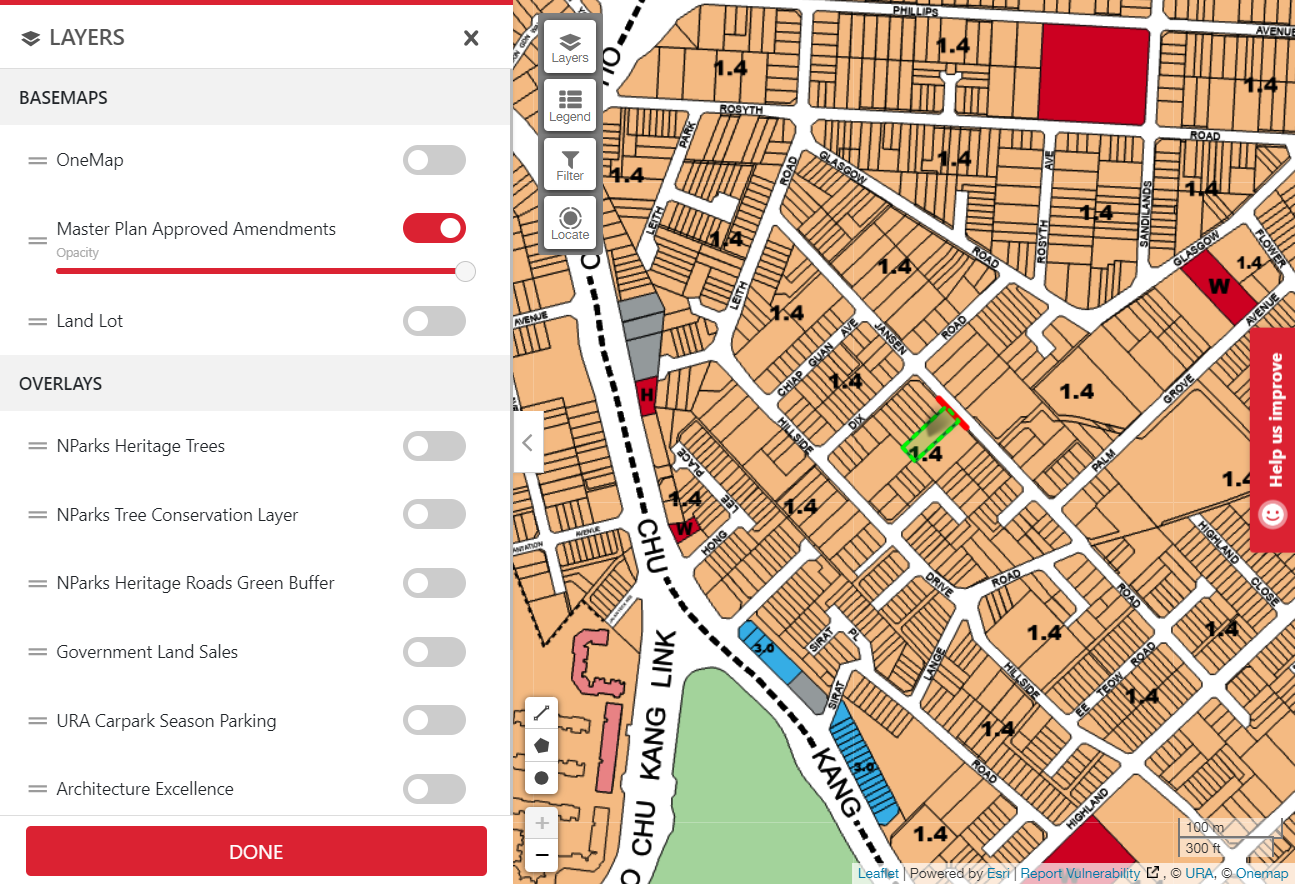 LAYERS
BASEMAPS
OneMap
Master Plan Approved Amendments
Opacity
Land Lot
OVERLAYS
NParks Heritage Trees
NParks Tree Conservation Layer
NParks Heritage Roads Green Buffer
Government Land Sales
URA Carpark Season Parking
Architecture Excellence
DONE
Layers
Legend
Filter
Locate
PHILLIPS
AVENUE
1.4
1.4
1.4
ROSYTH
ROAD
PARK
LEITH
ROAD
LEITH
GLASGOW
ROAD
1.4
1.4
1.4
1.4
1.4
AVE
ROSYTH
SANDILANDS
GLASGOW
FLOWER
AVENUE
1.4
W
1.4
1.4
CHIAP GUAN AVE
JANSEN
ROAD
1.4
DIX
HILLSIDE
1.4
1.4
GROVE
PALM
1.4
AVENUE
H
PLACE
LEE
HONG
1.4
W
1.4
AVENUE
CHU
HIGHLAND
CLOSE
DRIVE
ROAD
ROAD
1.4
1.4
SIRAT
PL
3.0
LANGE
HILLSIDE
EE TEOW ROAD
1.4
SIRAT
1.4
3.0
KANG
ROAD
HIGHLAND
1.4
O CHU KANG LINK
Help us improve
100 m
300 ft
Leaflet | Powered by Esri | Report Vulnerability , © URA, © Onemap